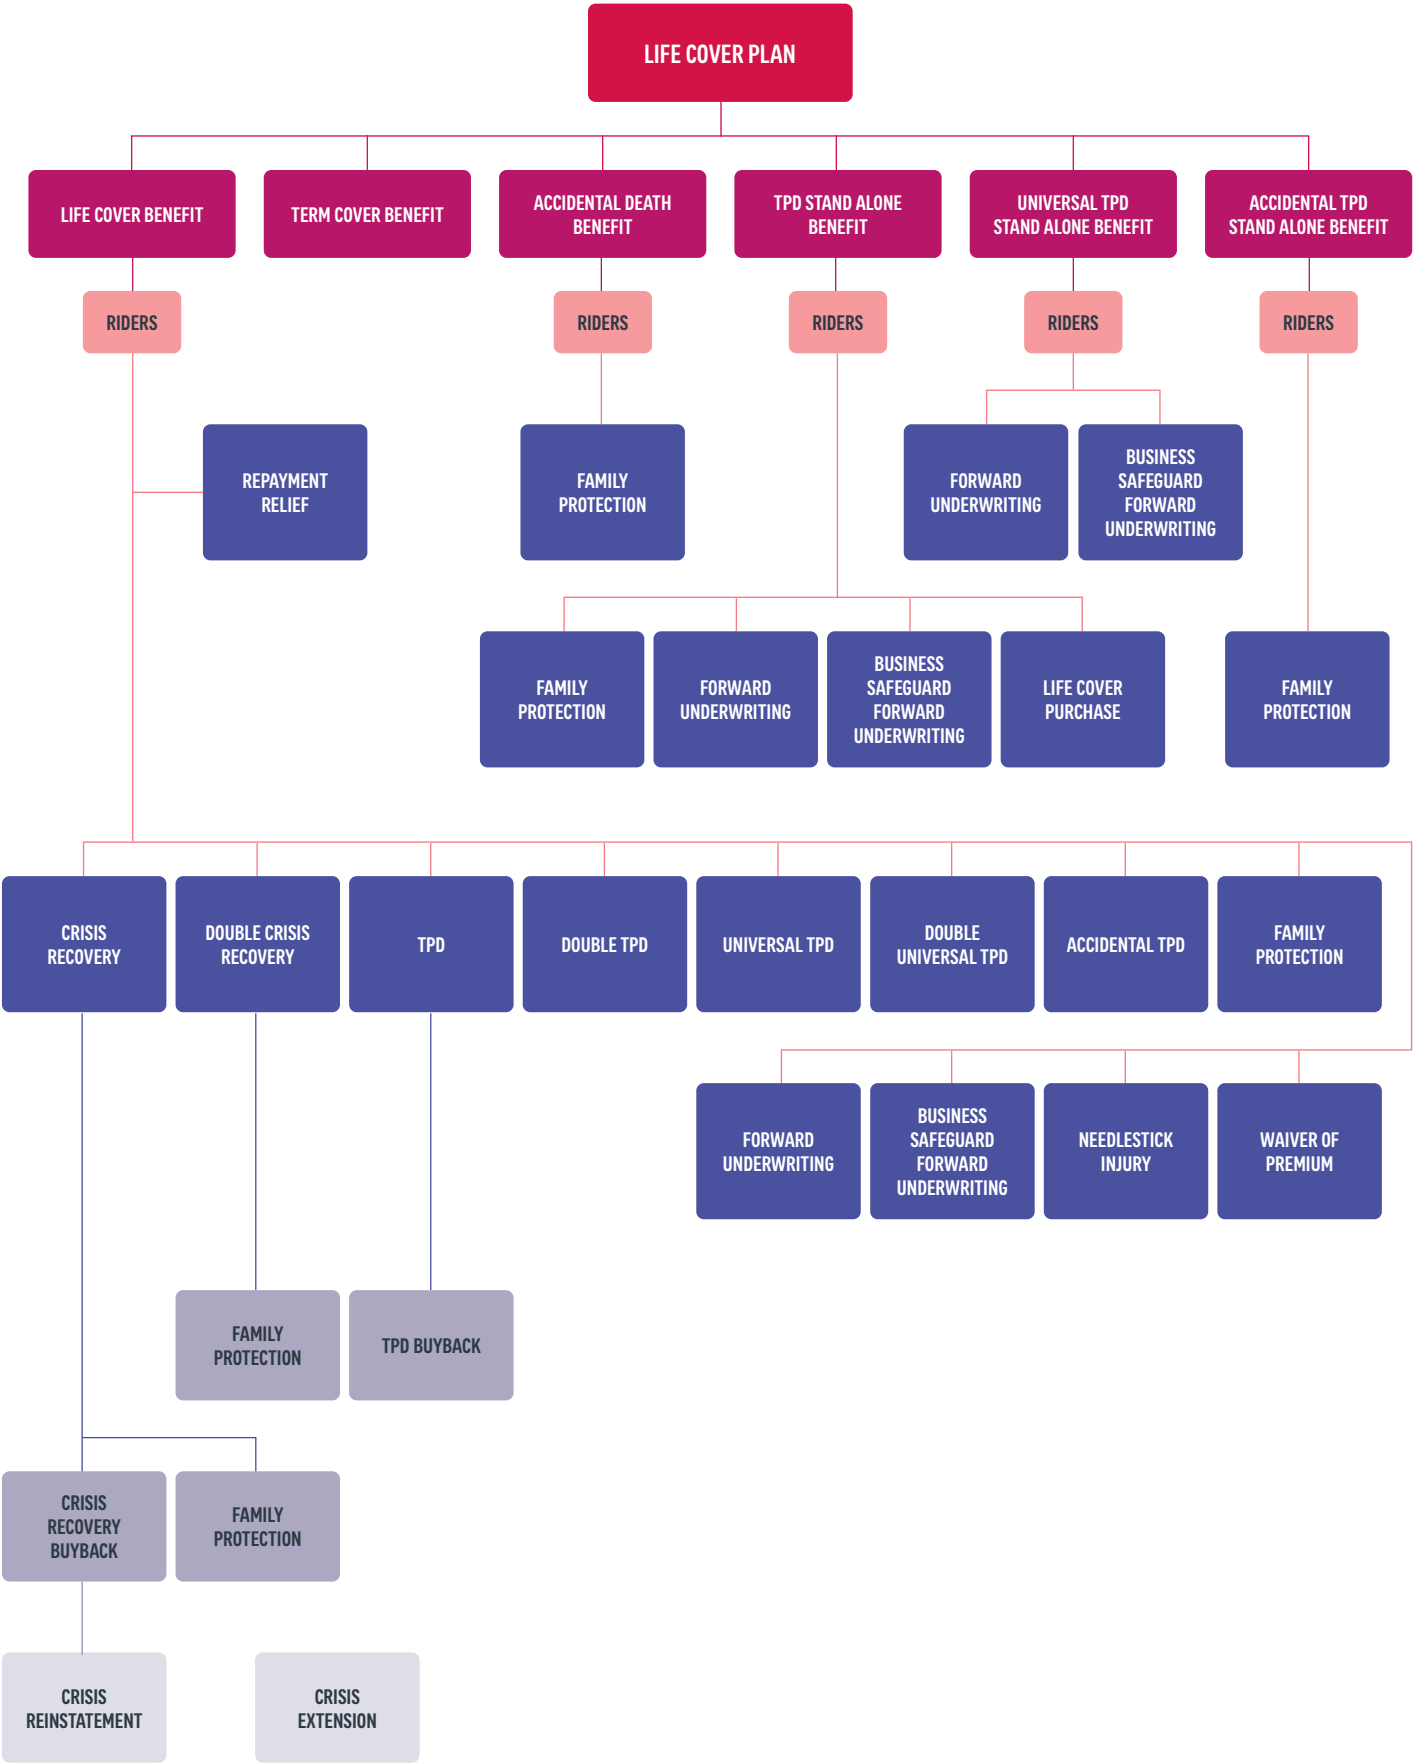 LIFE COVER PLAN
LIFE COVER BENEFIT
TERM COVER BENEFIT
ACCIDENTAL DEATH
BENEFIT
TPD STAND ALONE
BENEFIT
UNIVERSAL TPD
STAND ALONE BENEFIT
ACCIDENTAL TPD
STAND ALONE BENEFIT
RIDERS
RIDERS
RIDERS
RIDERS
RIDERS
REPAYMENT
RELIEF
FAMILY
PROTECTION
FORWARD
UNDERWRITING
BUSINESS
SAFEGUARD
FORWARD
UNDERWRITING
FAMILY
PROTECTION
FORWARD
UNDERWRITING
BUSINESS
SAFEGUARD
FORWARD
UNDERWRITING
LIFE COVER
PURCHASE
FAMILY
PROTECTION
CRISIS
RECOVERY
DOUBLE CRISIS
RECOVERY
TPD
DOUBLE TPD
UNIVERSAL TPD
DOUBLE
UNIVERSAL TPD
ACCIDENTAL TPD
FAMILY
PROTECTION
FORWARD
UNDERWRITING
BUSINESS
SAFEGUARD
FORWARD
UNDERWRITING
NEEDLESTICK
INJURY
WAIVER OF
PREMIUM
FAMILY
PROTECTION
TPD BUYBACK
CRISIS
RECOVERY
BUYBACK
FAMILY
PROTECTION
CRISIS
REINSTATEMENT
CRISIS
EXTENSION